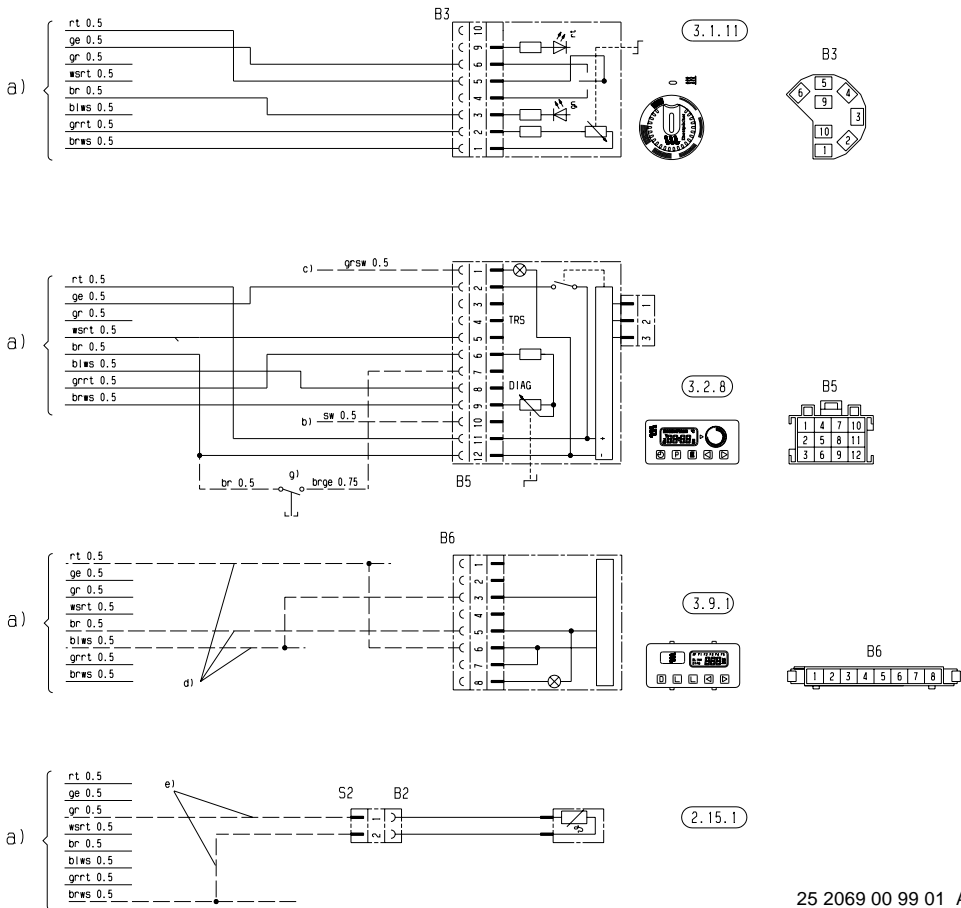 B3
rt 0.5
ge 0.5
gr 0.5
wsrt 0.5
br 0.5
blws 0.5
grrt 0.5
brws 0.5
a)
10
9
6
5
4
3
2
1
3.1.11
B3
6
5
4
9
3
10
2
1
c) grsw 0.5
rt 0.5
ge 0.5
gr 0.5
wsrt 0.5
br 0.5
blws 0.5
grrt 0.5
brws 0.5
a)
1
2
3
4
5
6
7
8
9
10
11
12
TRS
DIAG
+
-
1
2
3
b) sw 0.5
g)
br 0.5
brge 0.75
B5
3.2.8
P
B5
1 4 7 10
2 5 8 11
3 6 9 12
B6
rt 0.5
ge 0.5
gr 0.5
wsrt 0.5
br 0.5
blws 0.5
grrt 0.5
brws 0.5
a)
d)
1
2
3
4
5
6
7
8
3.9.1
B6
1 2 3 4 5 6 7 8
rt 0.5
ge 0.5
gr 0.5
wsrt 0.5
br 0.5
blws 0.5
grrt 0.5
brws 0.5
a)
e)
S2
B2
1
2
2.15.1
25 2069 00 99 01